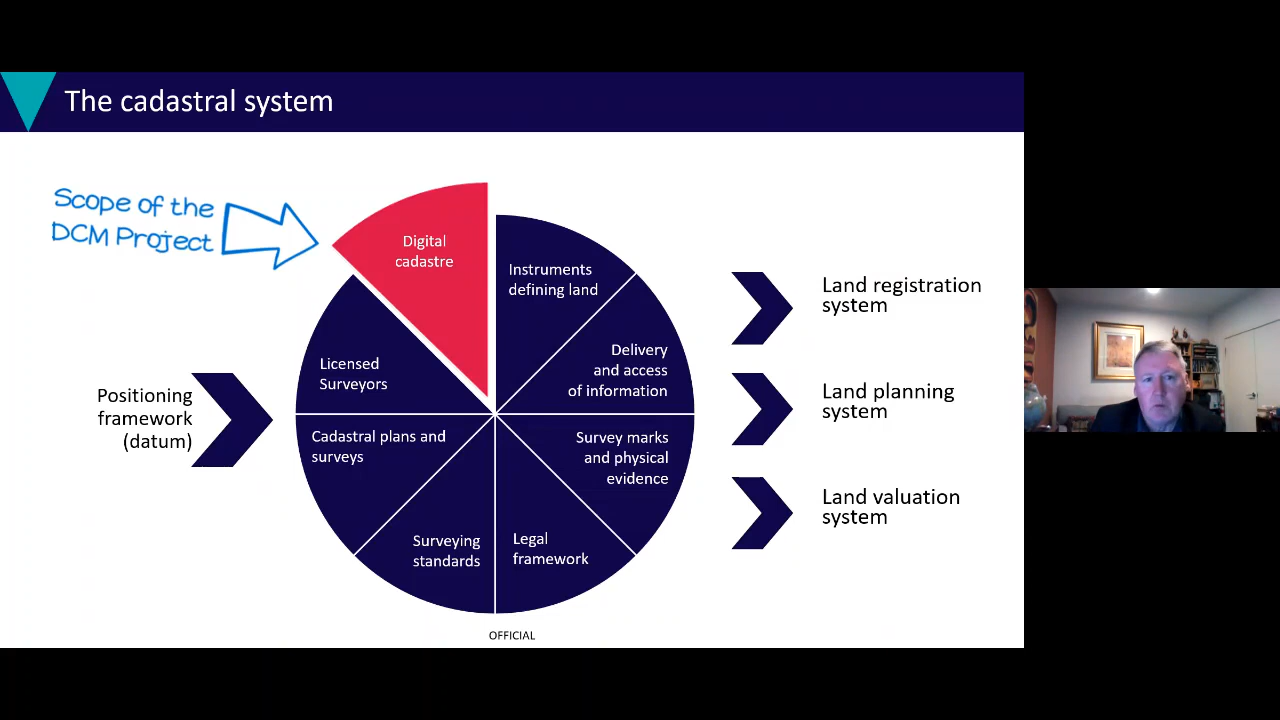 The cadastral system
Scope of the
DCM Project
Digital
cadastre
Instruments
defining land
Delivery
and access
of information
Survey marks
and physical
evidence
Legal
framework
Surveying
standards
Cadastral plans and
surveys
Licensed
Surveyors
Positioning
framework
(datum)
Land registration
system
Land planning
system
Land valuation
system
OFFICIAL